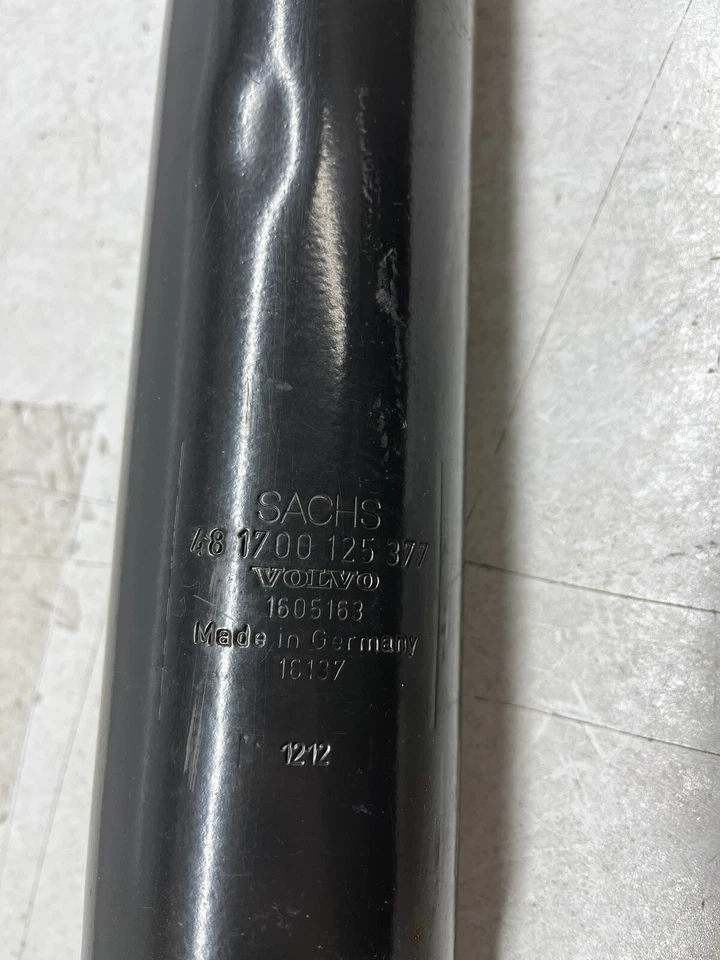 SACHS
48 1700 125 377
VOLVO
1605163
Made in Germany
16137
1212